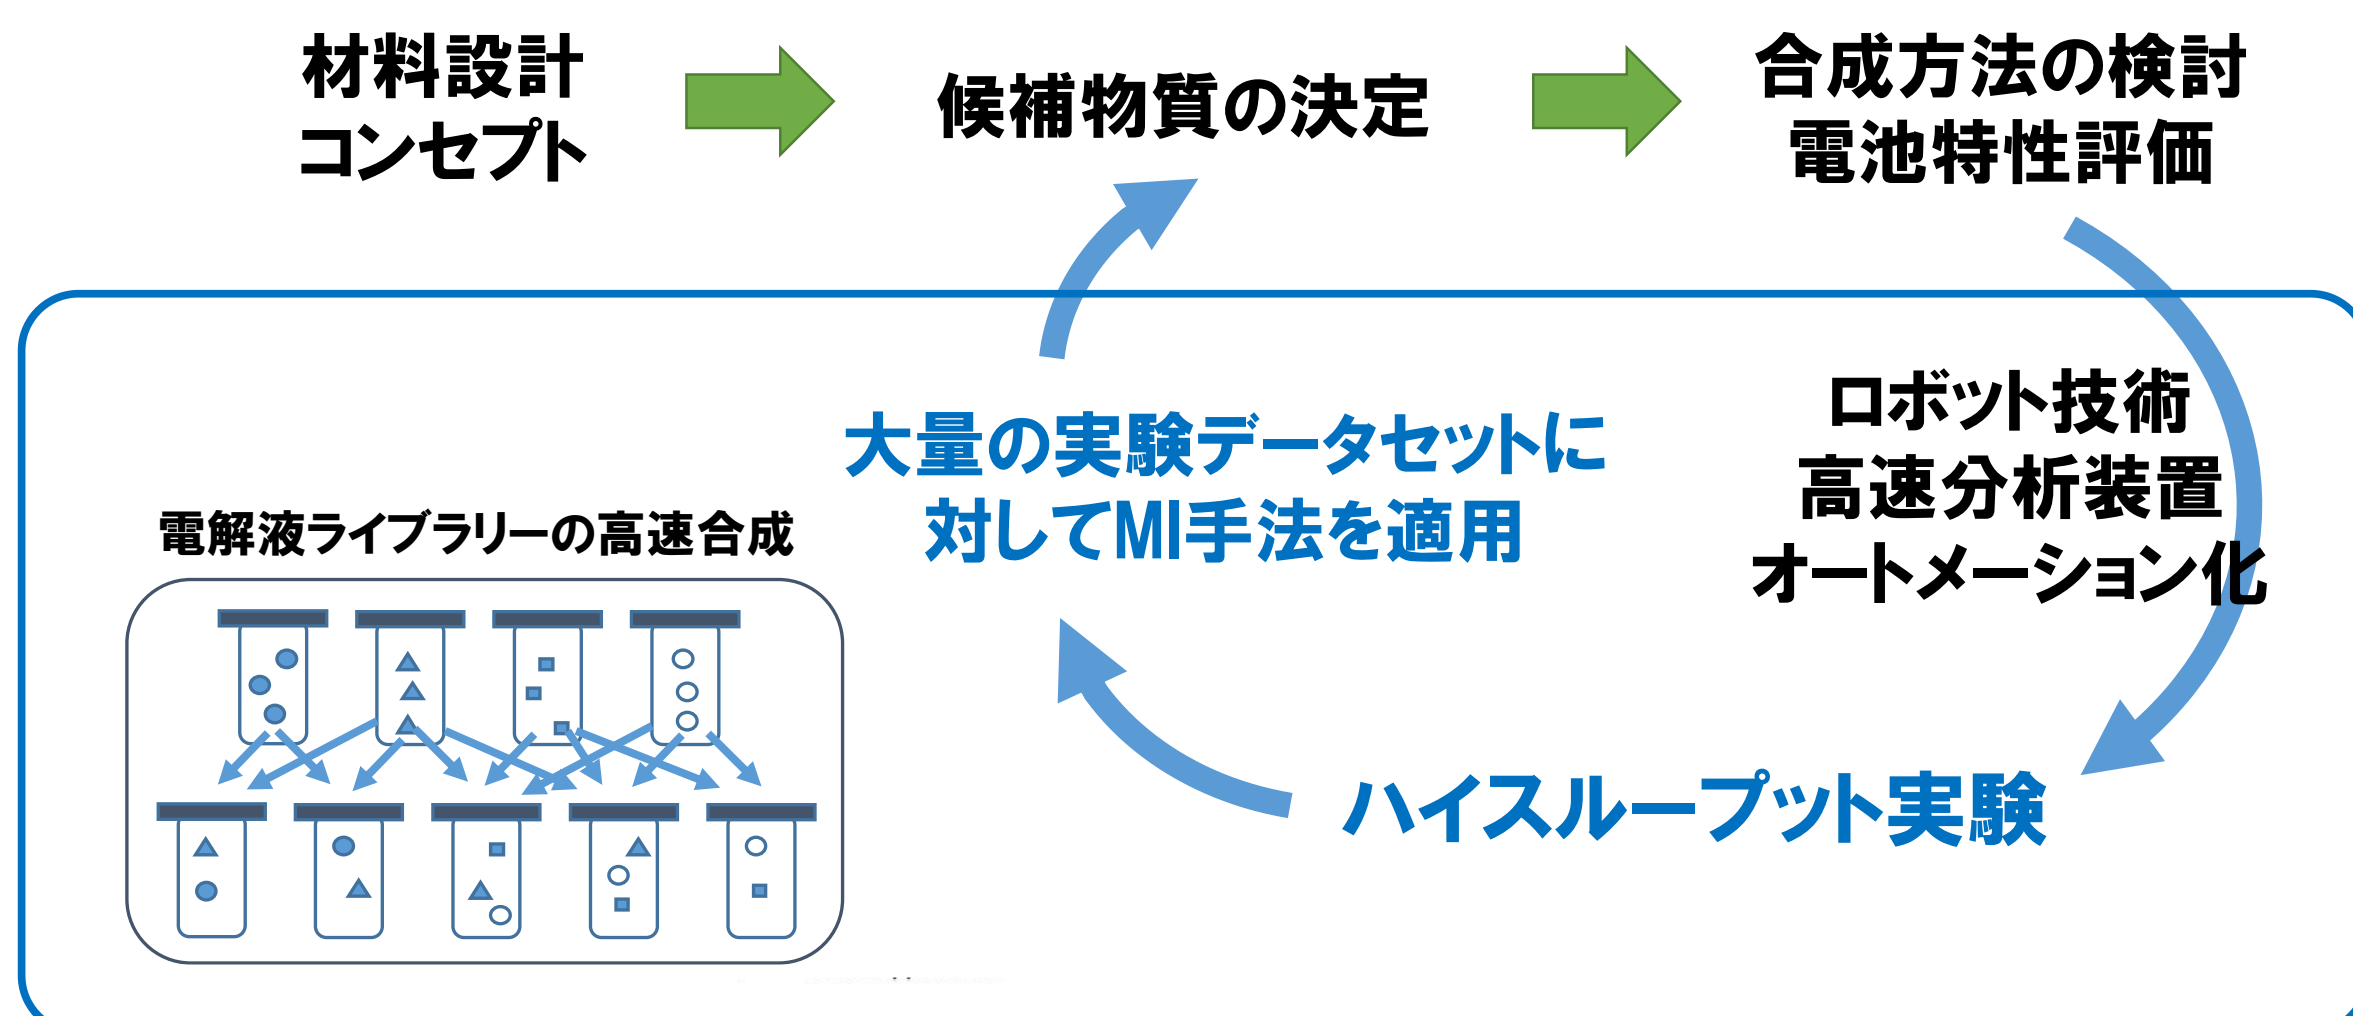 材料設計
コンセプト
候補物質の決定
合成方法の検討
電池特性評価
大量の実験データセットに
対してMI手法を適用
ロボット技術
高速分析装置
オートメーション化
電解液ライブラリーの高速合成
ハイスループット実験